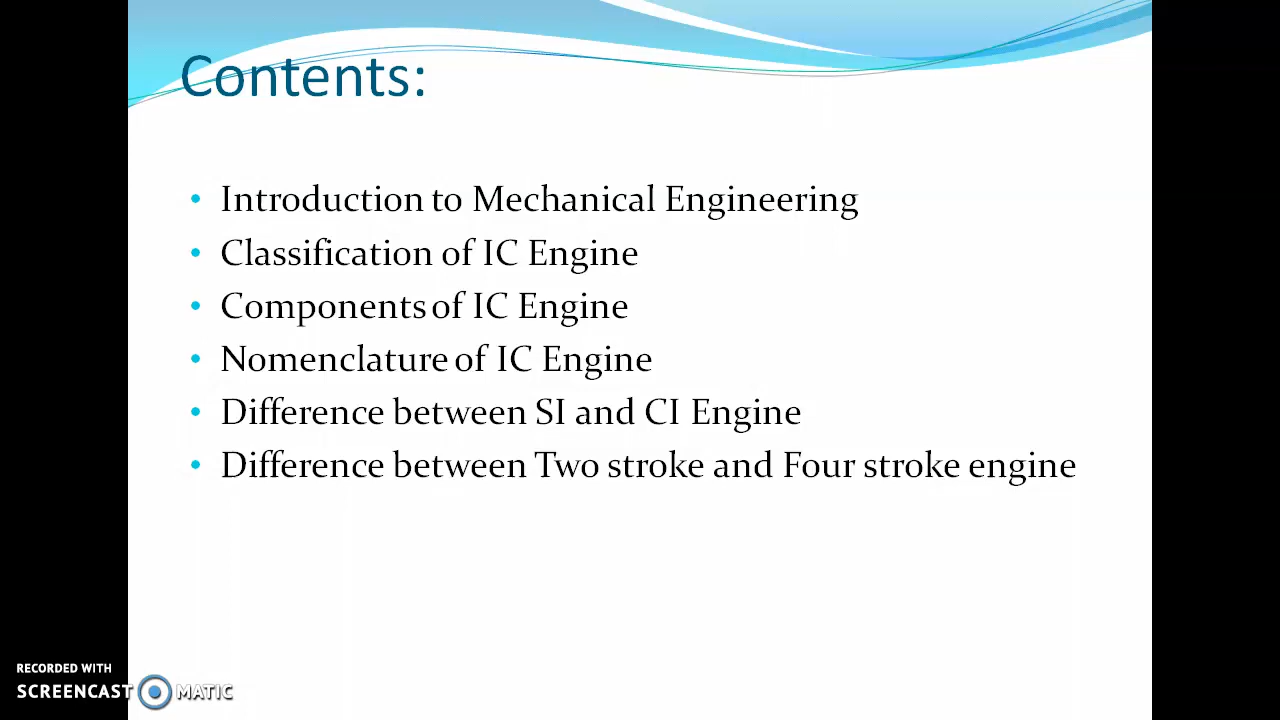 Contents:
• Introduction to Mechanical Engineering
• Classification of IC Engine
• Components of IC Engine
• Nomenclature of IC Engine
• Difference between SI and CI Engine
• Difference between Two stroke and Four stroke engine
RECORDED WITH
SCREENCAST MATIC